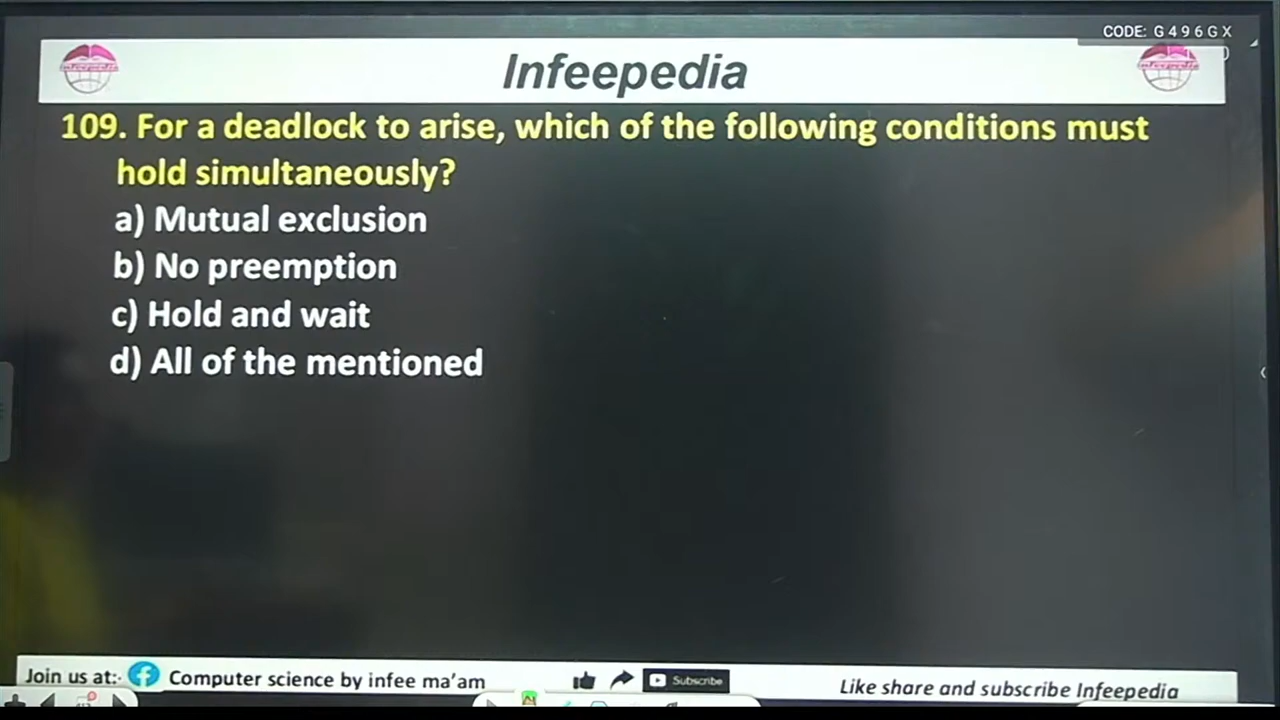 CODE: G 4 9 6 G X
Infeepedia
109. For a deadlock to arise, which of the following conditions must
hold simultaneously?
a) Mutual exclusion
b) No preemption
c) Hold and wait
d) All of the mentioned
Join us at:- Computer science by infee ma'am
Subscribe
Like share and subscribe Infeepedia